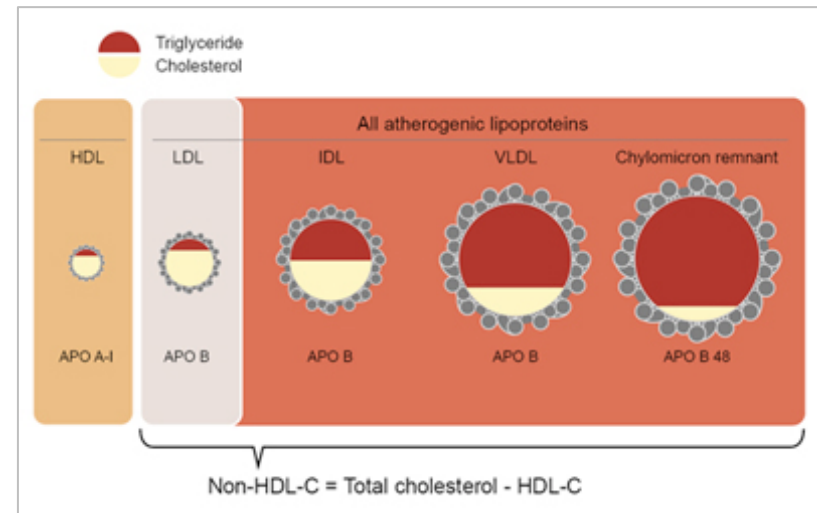 Triglyceride
Cholesterol
All atherogenic lipoproteins
HDL LDL IDL VLDL Chylomicron remnant
APO A-I APO B APO B APO B APO B 48
Non-HDL-C = Total cholesterol - HDL-C